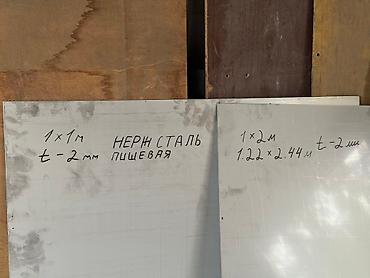 1×1м
t-2мм
НЕРЖ СТАЛЬ
ПИЩЕВАЯ
1×2м
1.22×2.44м
t-2мм